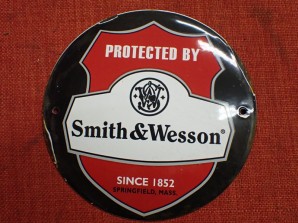 PROTECTED BY
Smith & Wesson®
SINCE 1852
SPRINGFIELD, MASS.